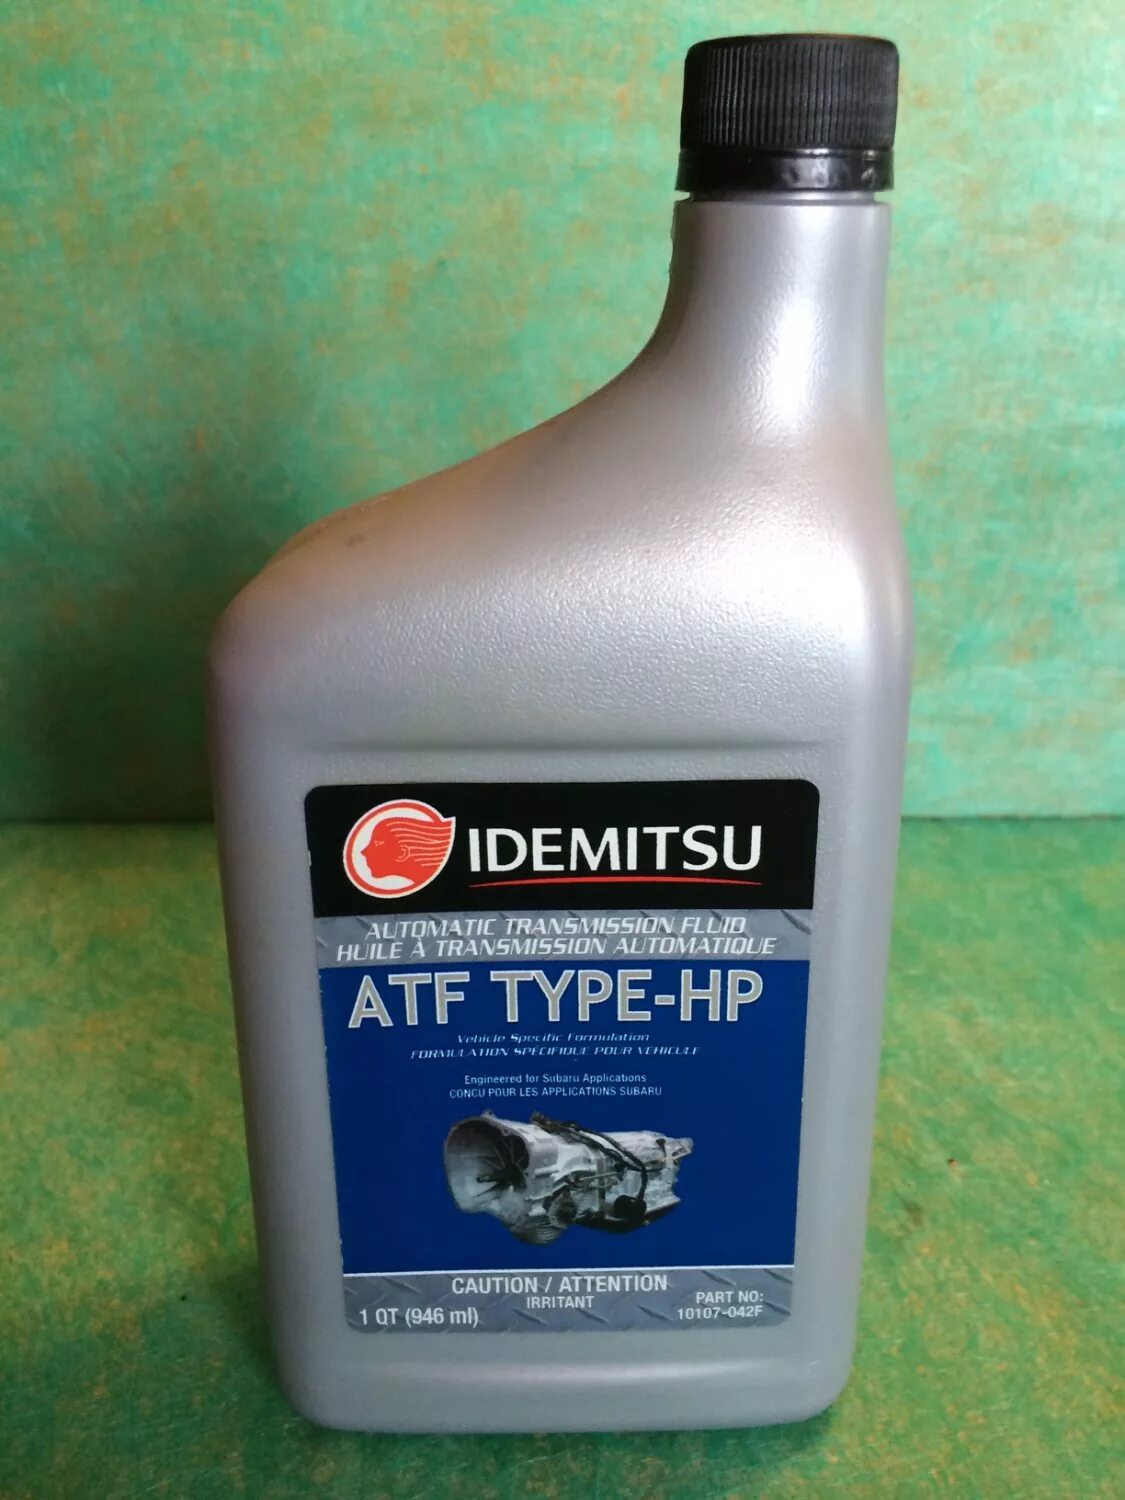 IDEMITSU
AUTOMATIC TRANSMISSION FLUID
HUILE À TRANSMISSION AUTOMATIQUE
ATF TYPE-HP
Vehicle Specific Formulation
FORMULATION SPÉCIFIQUE POUR VEHICULE
Engineered for Subaru Applications
CONCU POUR LES APPLICATIONS SUBARU
CAUTION / ATTENTION
IRRITANT
1 QT (946 ml)
PART NO:
10107-042F